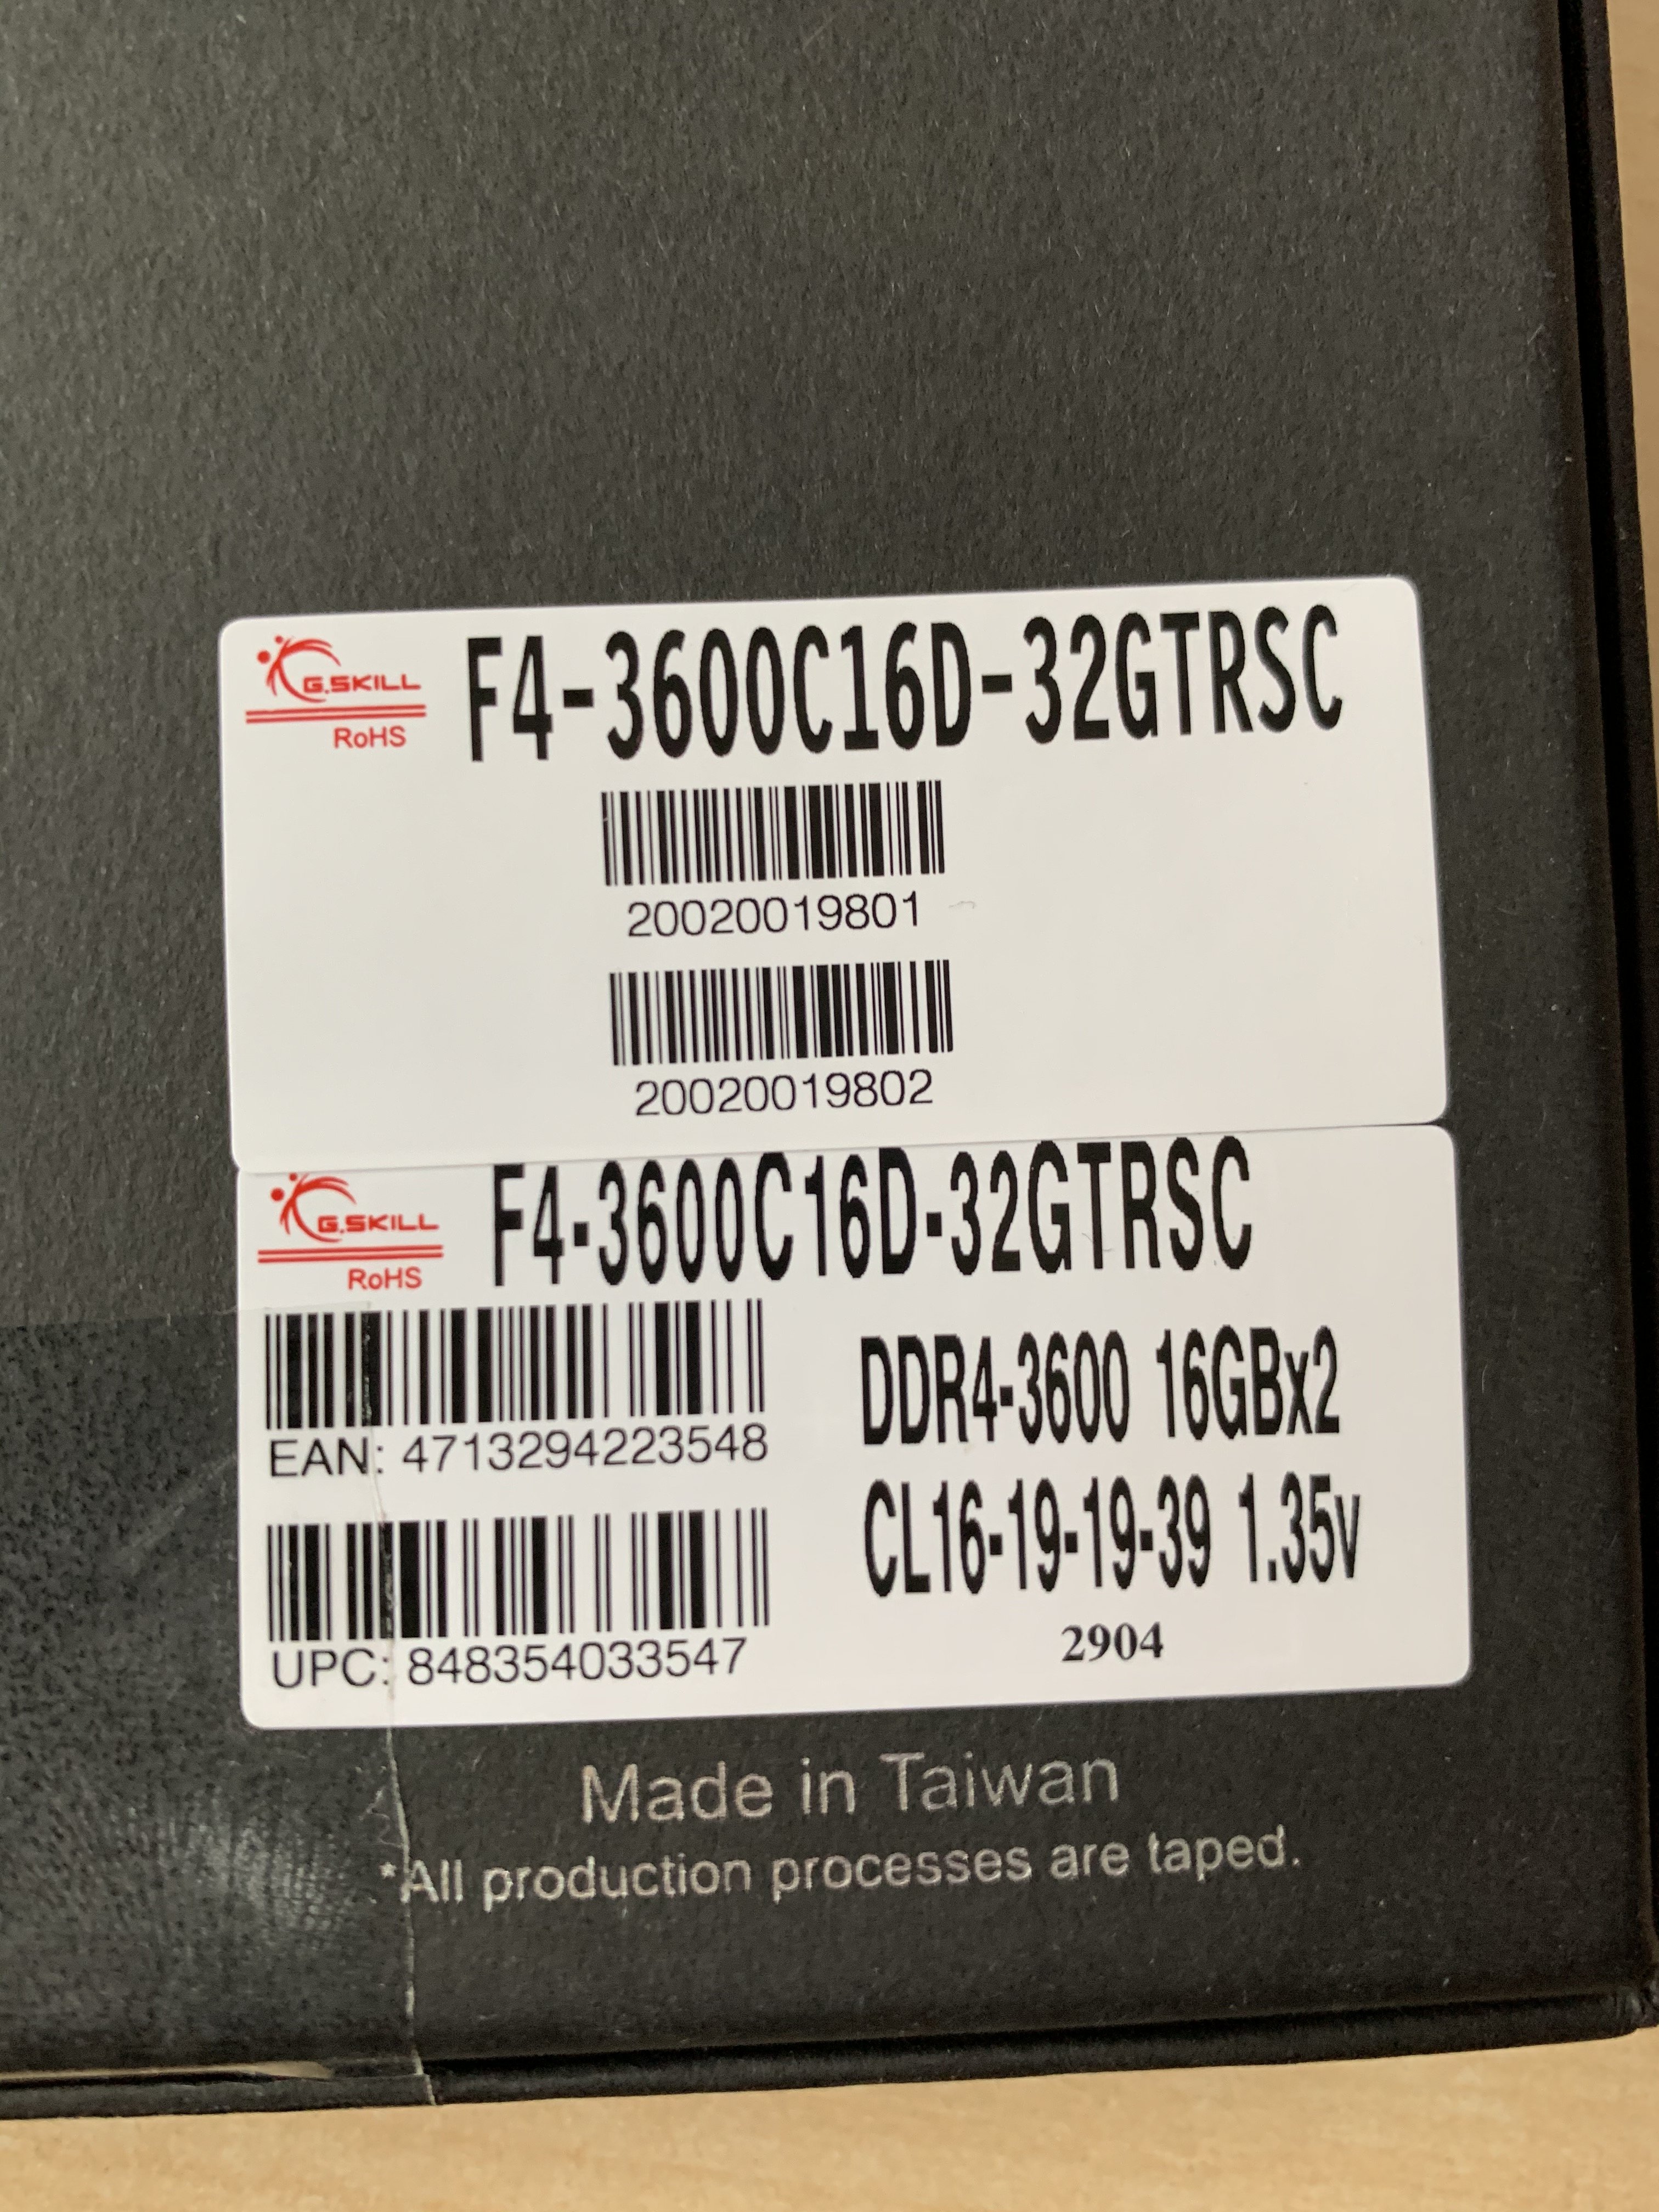 G.SKILL
RoHS
F4-3600C16D-32GTRSC
20020019801
20020019802
G.SKILL
RoHS
F4-3600C16D-32GTRSC
EAN: 4713294223548
DDR4-3600 16GBx2
CL16-19-19-39 1.35v
UPC: 848354033547
2904
Made in Taiwan
*All production processes are taped.